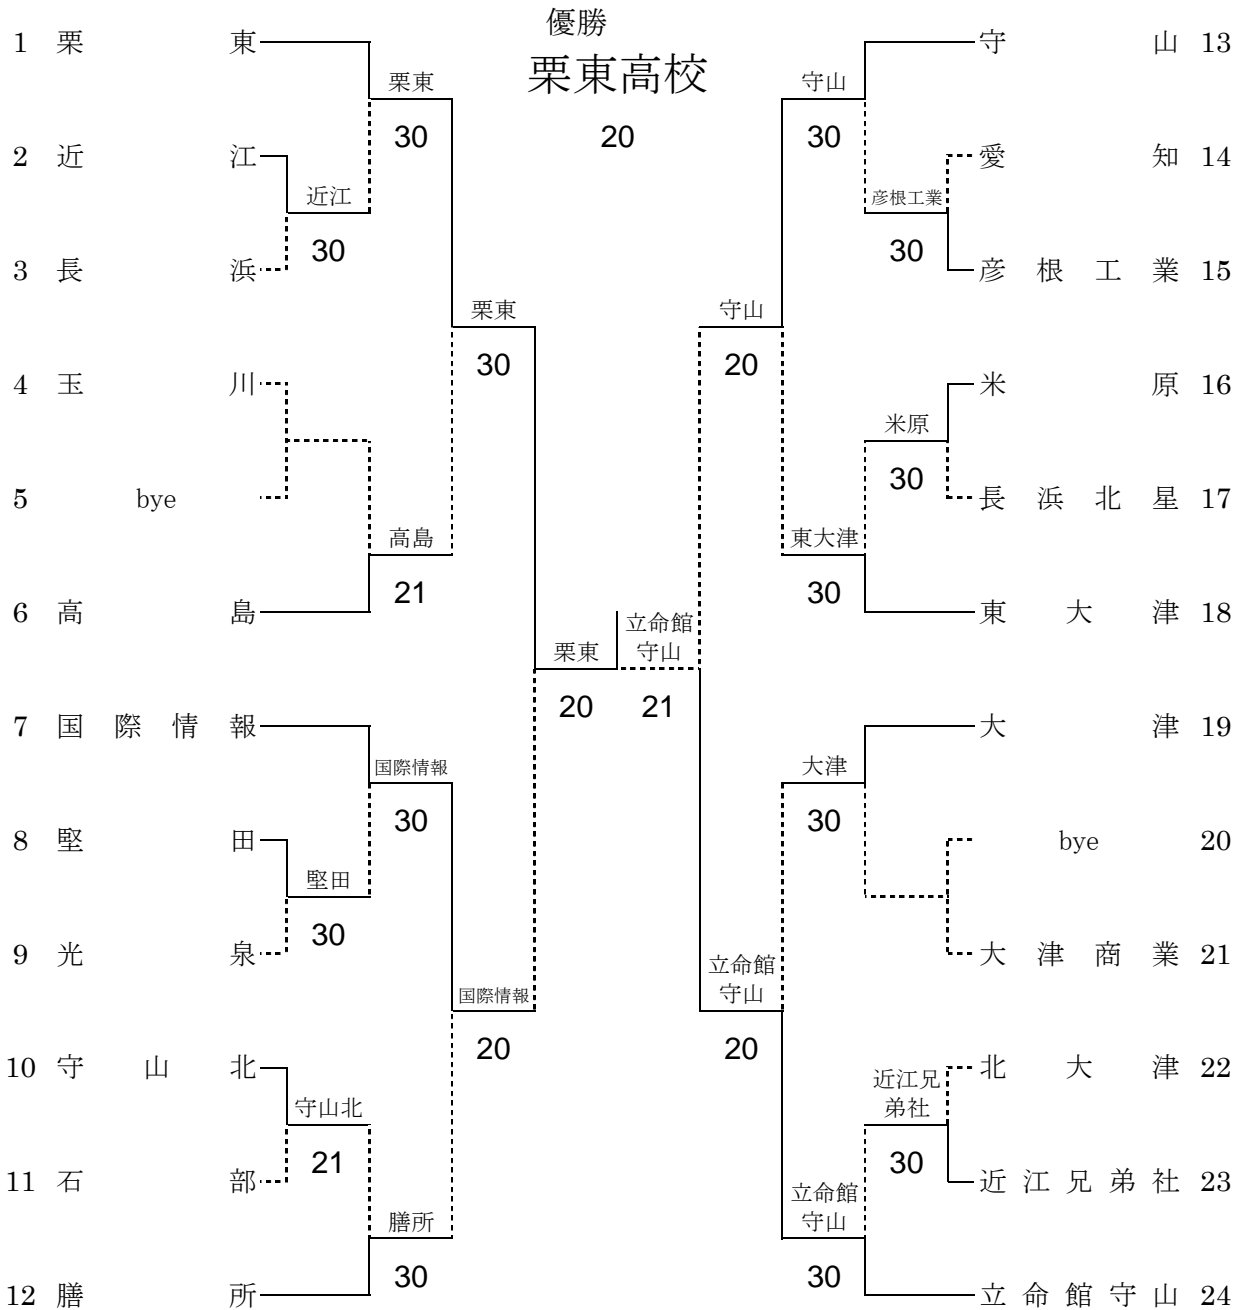 優勝
栗東高校
20
1 栗東
2 近江
3 長浜
4 玉川
5 bye
6 高島
7 国際情報
8 堅田
9 光泉
10 守山北
11 石部
12 膳所
近江
30
堅田
30
守山北
21
栗東
30
高島
21
国際情報
30
膳所
30
栗東
30
国際情報
20
栗東
20
立命館
守山
21
守山
20
立命館
守山
20
守山
30
東大津
30
大津
30
立命館
守山
30
彦根工業
30
米原
30
近江兄
弟社
30
守山 13
愛知 14
彦根工業 15
米原 16
長浜北星 17
東大津 18
大津 19
bye 20
大津商業 21
北大津 22
近江兄弟社 23
立命館守山 24